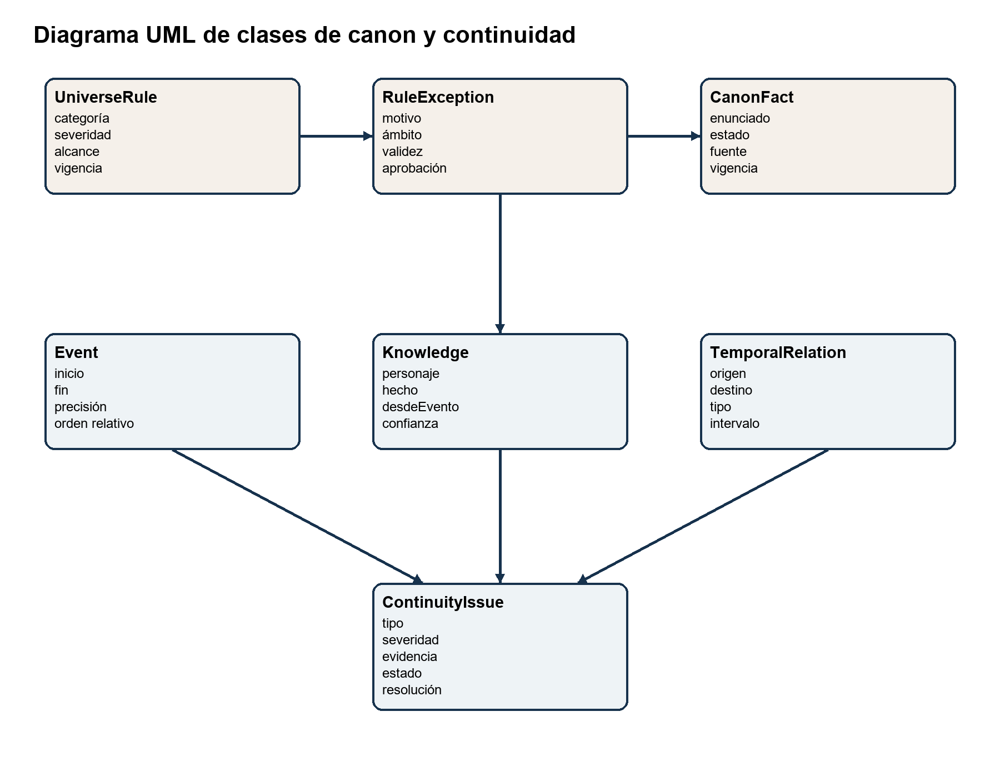 Diagrama UML de clases de canon y continuidad
UniverseRule
categoría
severidad
alcance
vigencia
RuleException
motivo
ámbito
validez
aprobación
CanonFact
enunciado
estado
fuente
vigencia
Event
inicio
fin
precisión
orden relativo
Knowledge
personaje
hecho
desdeEvento
confianza
TemporalRelation
origen
destino
tipo
intervalo
ContinuityIssue
tipo
severidad
evidencia
estado
resolución